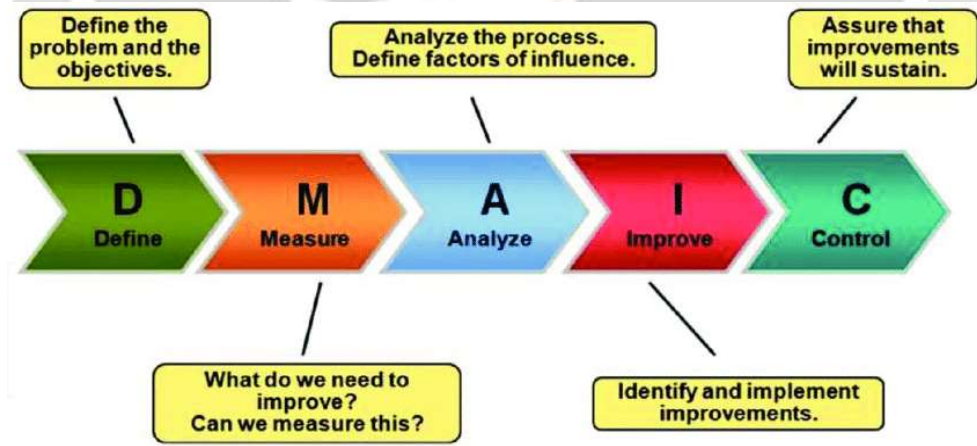 Define the
problem and the
objectives.
Analyze the process.
Define factors of influence.
Assure that
improvements
will sustain.
D
Define
M
Measure
A
Analyze
I
Improve
C
Control
What do we need to
improve?
Can we measure this?
Identify and implement
improvements.